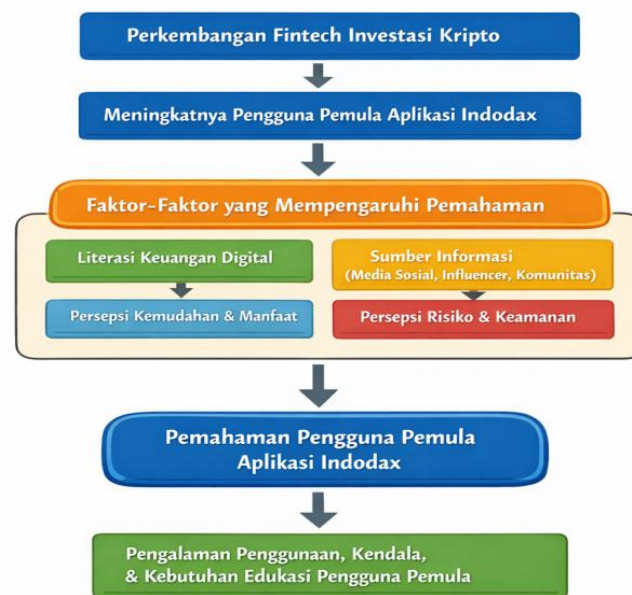 Perkembangan Fintech Investasi Kripto
Meningkatnya Pengguna Pemula Aplikasi Indodax
Faktor-Faktor yang Mempengaruhi Pemahaman
Literasi Keuangan Digital
Persepsi Kemudahan & Manfaat
Sumber Informasi
(Media Sosial, Influencer, Komunitas)
Persepsi Risiko & Keamanan
Pemahaman Pengguna Pemula
Aplikasi Indodax
Pengalaman Penggunaan, Kendala,
& Kebutuhan Edukasi Pengguna Pemula